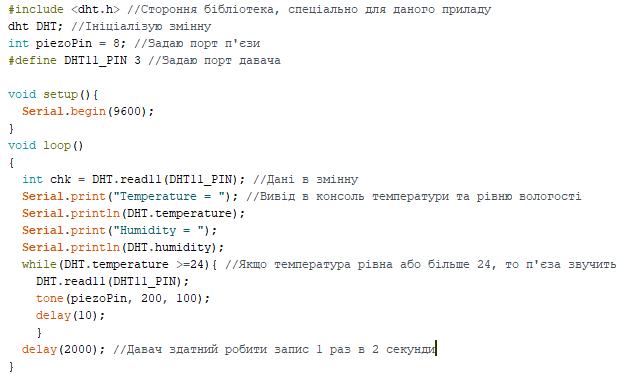 #include <dht.h> //Стороння бібліотека, спеціально для даного приладу
dht DHT; //Ініціалізую змінну
int piezoPin = 8; //Задаю порт п'єзи
#define DHT11_PIN 3 //Задаю порт давача

void setup(){
  Serial.begin(9600);
}
void loop()
{
  int chk = DHT.read11(DHT11_PIN); //Дані в змінну
  Serial.print("Temperature = "); //Вивід в консоль температури та рівню вологості
  Serial.println(DHT.temperature);
  Serial.print("Humidity = ");
  Serial.println(DHT.humidity);
  while(DHT.temperature >=24){ //Якщо температура рівна або більше 24, то п'єза звучить
    DHT.read11(DHT11_PIN);
    tone(piezoPin, 200, 100);
    delay(10);
    }
  delay(2000); //Давач здатний робити запис 1 раз в 2 секунди
}